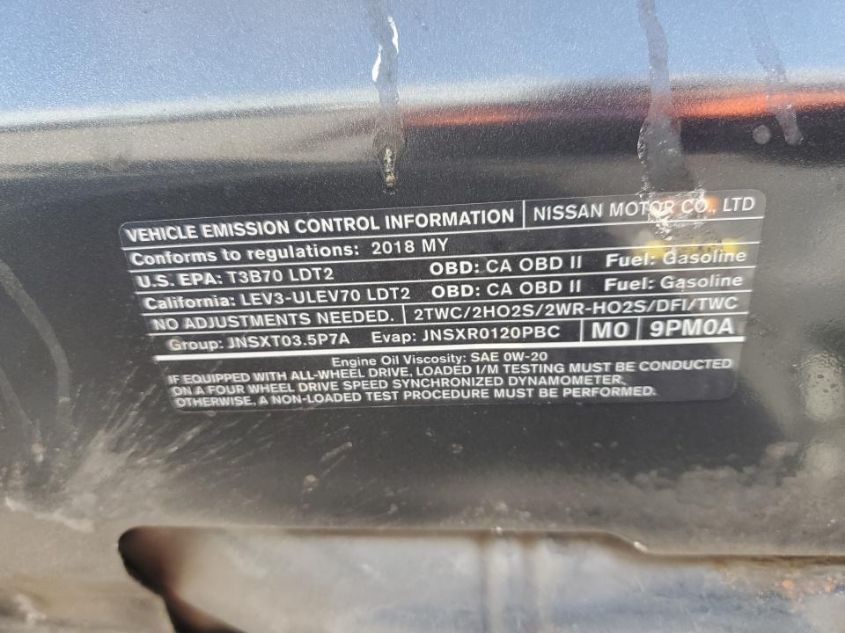 VEHICLE EMISSION CONTROL INFORMATION NISSAN MOTOR CO., LTD
Conforms to regulations: 2018 MY
U.S. EPA: T3B70 LDT2 OBD: CA OBD II Fuel: Gasoline
California: LEV3-ULEV70 LDT2 OBD: CA OBD II Fuel: Gasoline
NO ADJUSTMENTS NEEDED. 2TWC/2HO2S/2WR-HO2S/DFI/TWC
Group: JNSXT03.5P7A Evap: JNSXR0120PBC M0 9PM0A
Engine Oil Viscosity: SAE 0W-20
IF EQUIPPED WITH ALL-WHEEL DRIVE, LOADED I/M TESTING MUST BE CONDUCTED
ON A FOUR WHEEL DRIVE SPEED SYNCHRONIZED DYNAMOMETER.
OTHERWISE, A NON-LOADED TEST PROCEDURE MUST BE PERFORMED.